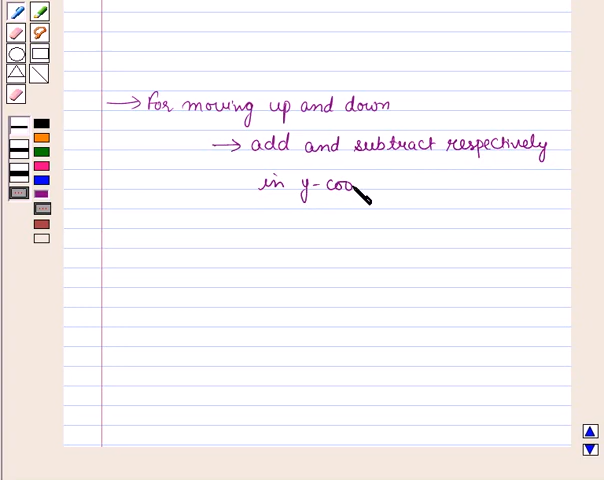 → For moving up and down
→ add and subtract respectively
in y-coo